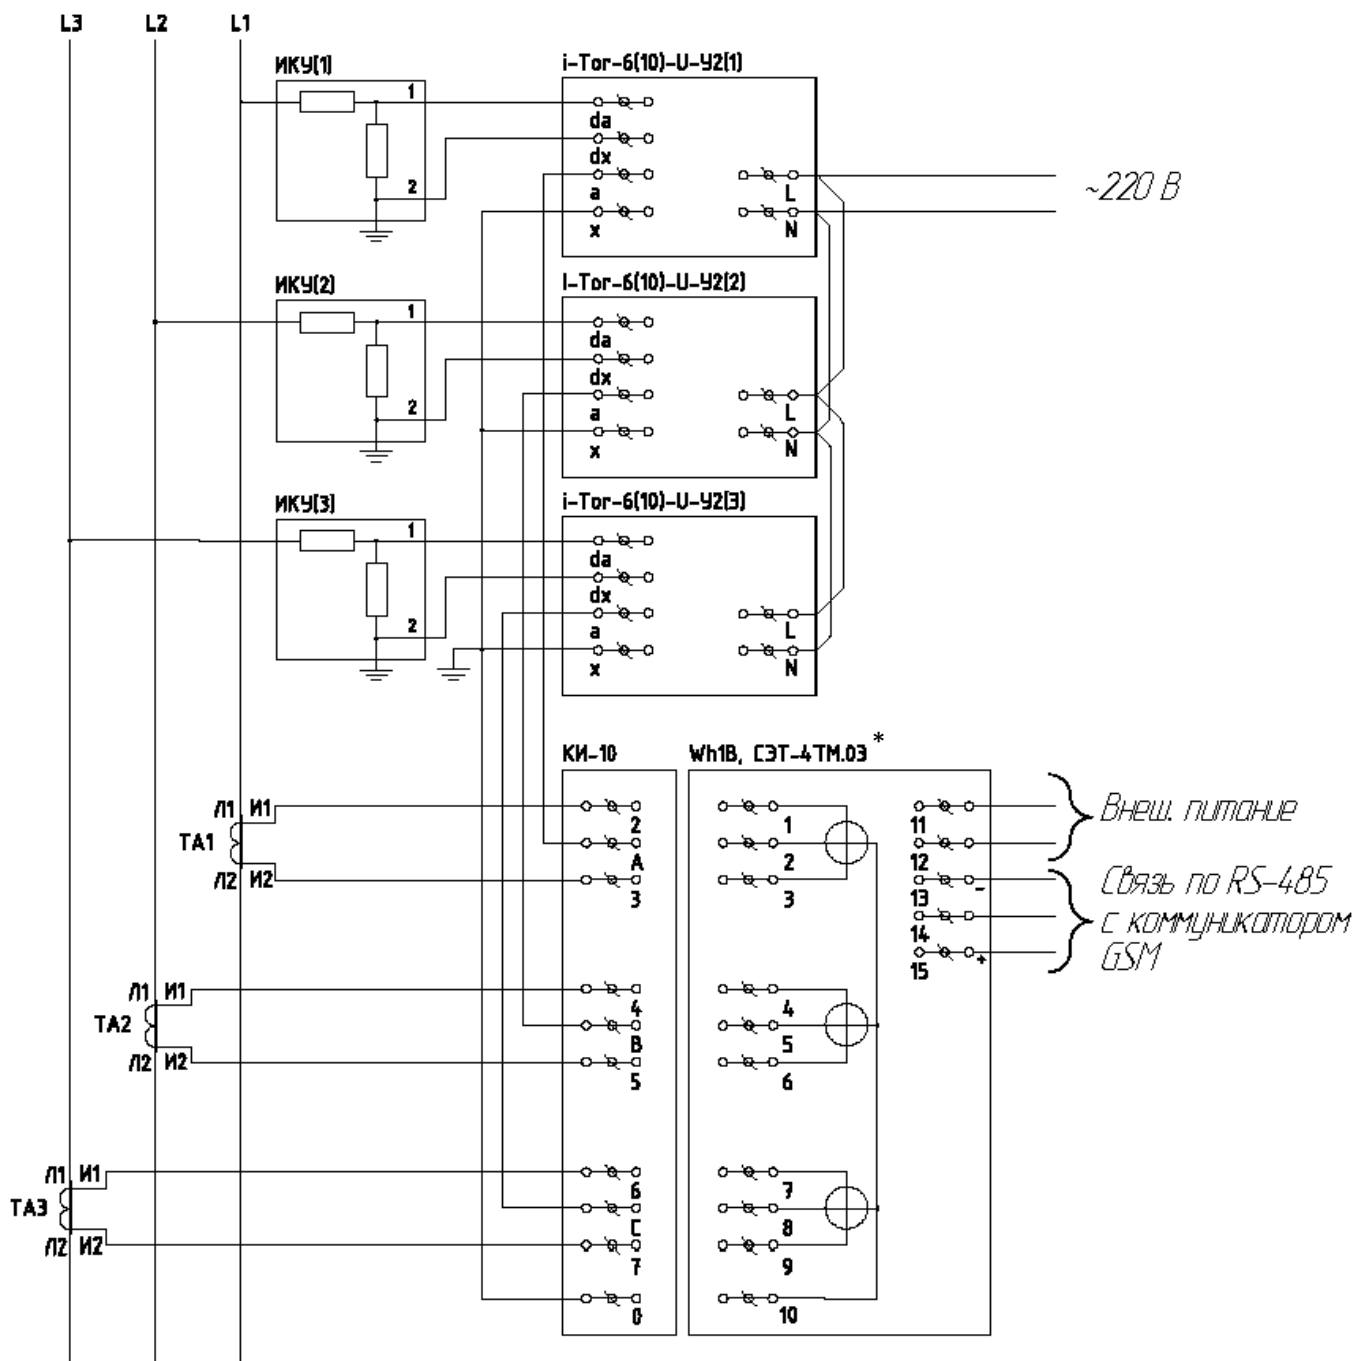 L3 L2 L1
ИКУ(1)
i-Tor-6(10)-U-У2(1)
1
da
dx
2
a
L
x
N
~220 В
ИКУ(2)
i-Tor-6(10)-U-У2(2)
1
da
dx
2
a
L
x
N
ИКУ(3)
i-Tor-6(10)-U-У2(3)
1
da
dx
2
a
L
x
N
КИ-10
Wh1B, СЭТ-4ТМ.03 *
Л1 И1
ТА1
Л2 И2
2
A
3
1
2
3
11
12
13
-
14
15
+
Внеш. питание
Связь по RS-485
с коммуникатором
GSM
Л1 И1
ТА2
Л2 И2
4
B
5
4
5
6
Л1 И1
ТА3
Л2 И2
6
C
7
0
7
8
9
10